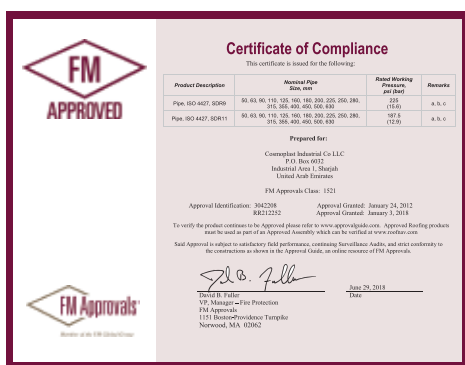 FM
APPROVED
Certificate of Compliance
This certificate is issued for the following:
Product Description Nominal Pipe Size, mm Rated Working Pressure, psi (bar) Remarks
Pipe, ISO 4427, SDR9 50, 63, 90, 110, 125, 160, 180, 200, 225, 250, 280, 315, 355, 400, 450, 500, 630 225 (15.6) a, b, c
Pipe, ISO 4427, SDR11 50, 63, 90, 110, 125, 160, 180, 200, 225, 250, 280, 315, 355, 400, 450, 500, 630 187.5 (12.9) a, b, c
Prepared for:
Cosmoplast Industrial Co LLC
P.O. Box 6032
Industrial Area 1, Sharjah
United Arab Emirates
FM Approvals Class: 1521
Approval Identification: 3042208 Approval Granted: January 24, 2012
RR212252 Approval Granted: January 3, 2018
To verify the product continues to be Approved please refer to www.approvalguide.com. Approved Roofing products
must be used as part of an Approved Assembly which can be verified at www.roofnav.com
Said Approval is subject to satisfactory field performance, continuing Surveillance Audits, and strict conformity to
the constructions as shown in the Approval Guide, an online resource of FM Approvals.
June 29, 2018
David B. Fuller Date
VP, Manager – Fire Protection
FM Approvals
1151 Boston-Providence Turnpike
Norwood, MA 02062
FM Approvals
Member of the FM Global Group